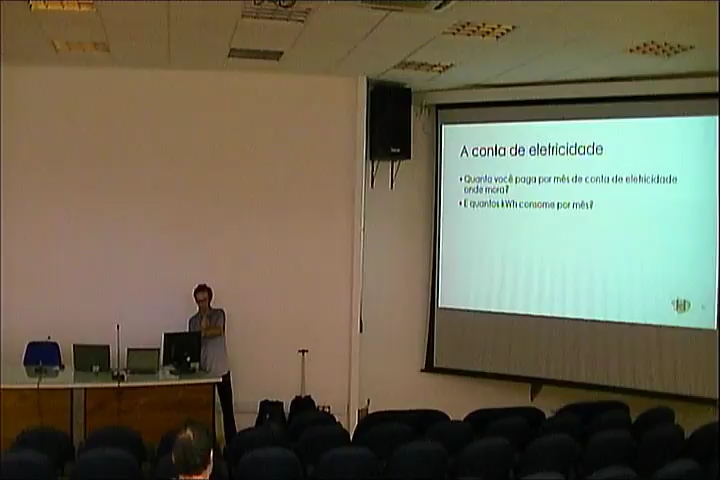 A conta de eletricidade
• Quanto você paga por mês de conta de eletricidade
onde mora?
• E quantos kWh consome por mês?